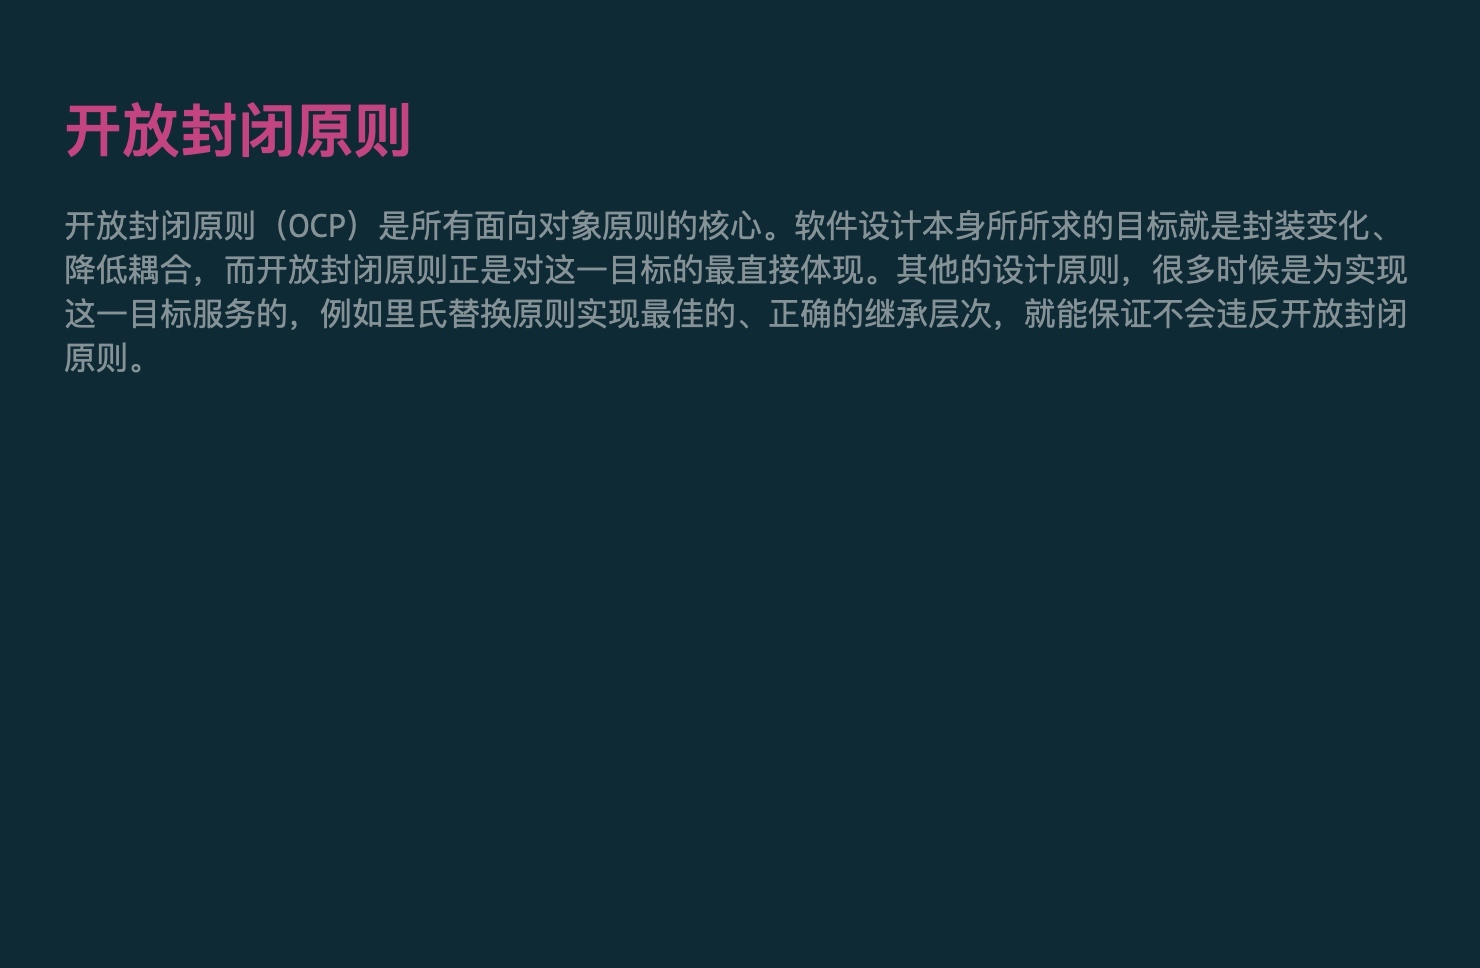 开放封闭原则
开放封闭原则（OCP）是所有面向对象原则的核心。软件设计本身所所求的目标就是封装变化、
降低耦合，而开放封闭原则正是对这一目标的最直接体现。其他的设计原则，很多时候是为实现
这一目标服务的，例如里氏替换原则实现最佳的、正确的继承层次，就能保证不会违反开放封闭
原则。